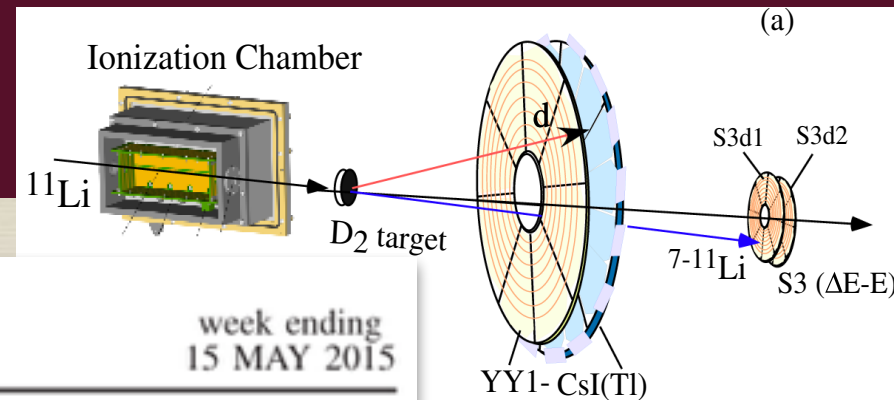 (a)
Ionization Chamber
d
S3d1
S3d2
¹¹Li
D₂ target
⁷⁻¹¹Li
S3 (ΔE-E)
week ending
15 MAY 2015
YY1- CsI(Tl)